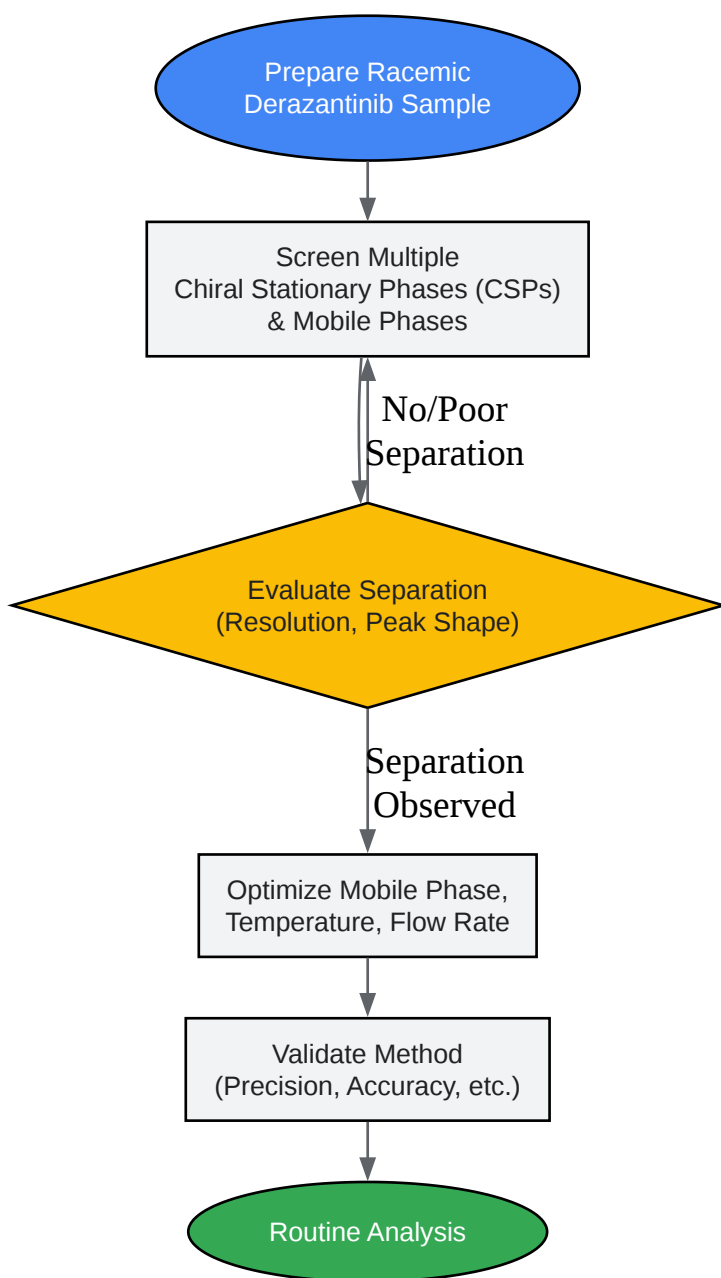 Prepare Racemic
Derazantinib Sample
Screen Multiple
Chiral Stationary Phases (CSPs)
& Mobile Phases
No/Poor
Separation
Evaluate Separation
(Resolution, Peak Shape)
Separation
Observed
Optimize Mobile Phase,
Temperature, Flow Rate
Validate Method
(Precision, Accuracy, etc.)
Routine Analysis